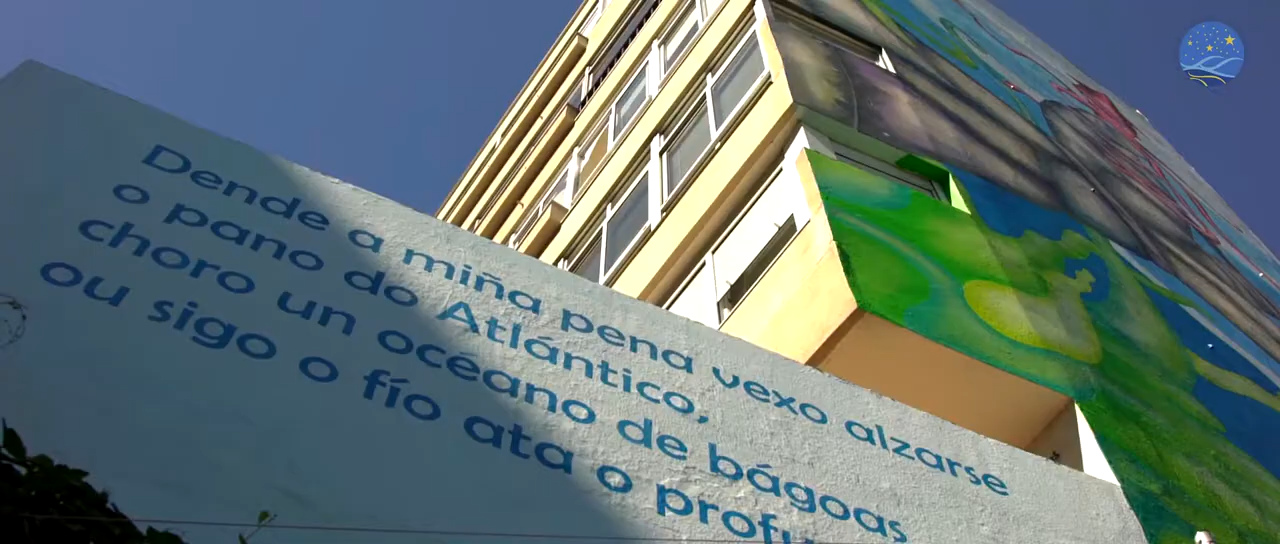 Dende a miña pena vexo alzarse
o pano do Atlántico,
choro un océano de bágoas
ou sigo o fío ata o